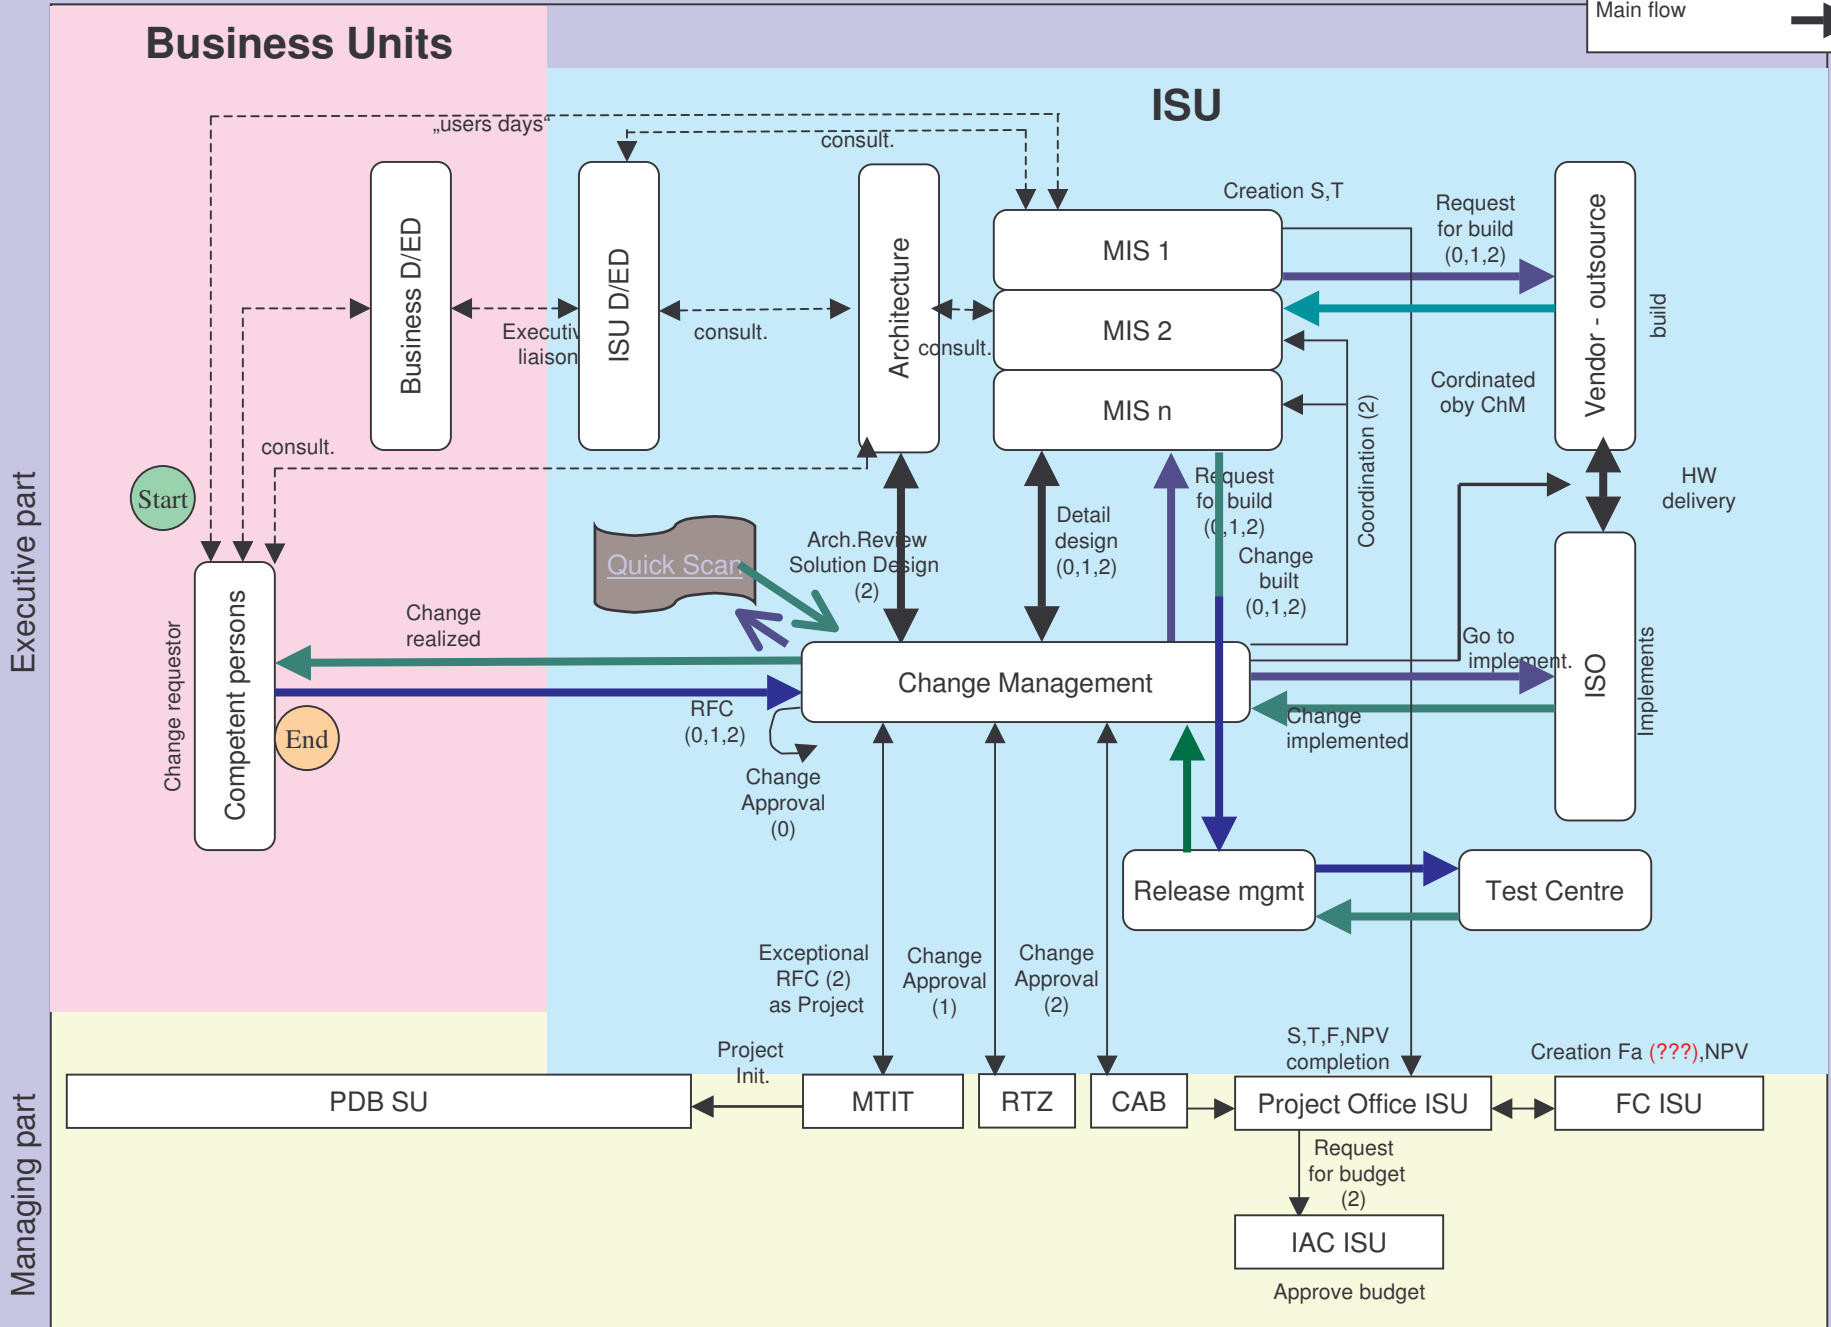 Main flow
Business Units
ISU
„users days“
consult.
Creation S,T
Request
for build
(0,1,2)
Business D/ED
ISU D/ED
Architecture
MIS 1
MIS 2
MIS n
Vendor - outsource
build
Executiv
liaison
consult.
consult.
Cordinated
oby ChM
Coordination (2)
consult.
Start
HW
delivery
Request
for build
(0,1,2)
Detail
design
(0,1,2)
Arch.Review
Solution Design
(2)
Quick Scan
Change
built
(0,1,2)
Executive part
Change requestor
Competent persons
Change
realized
Change Management
Go to
implement.
ISO
Implements
RFC
(0,1,2)
End
Change
implemented
Change
Approval
(0)
Release mgmt
Test Centre
Exceptional
RFC (2)
as Project
Change
Approval
(1)
Change
Approval
(2)
S,T,F,NPV
completion
Creation Fa (???),NPV
Project
Init.
Managing part
PDB SU
MTIT
RTZ
CAB
Project Office ISU
FC ISU
Request
for budget
(2)
IAC ISU
Approve budget